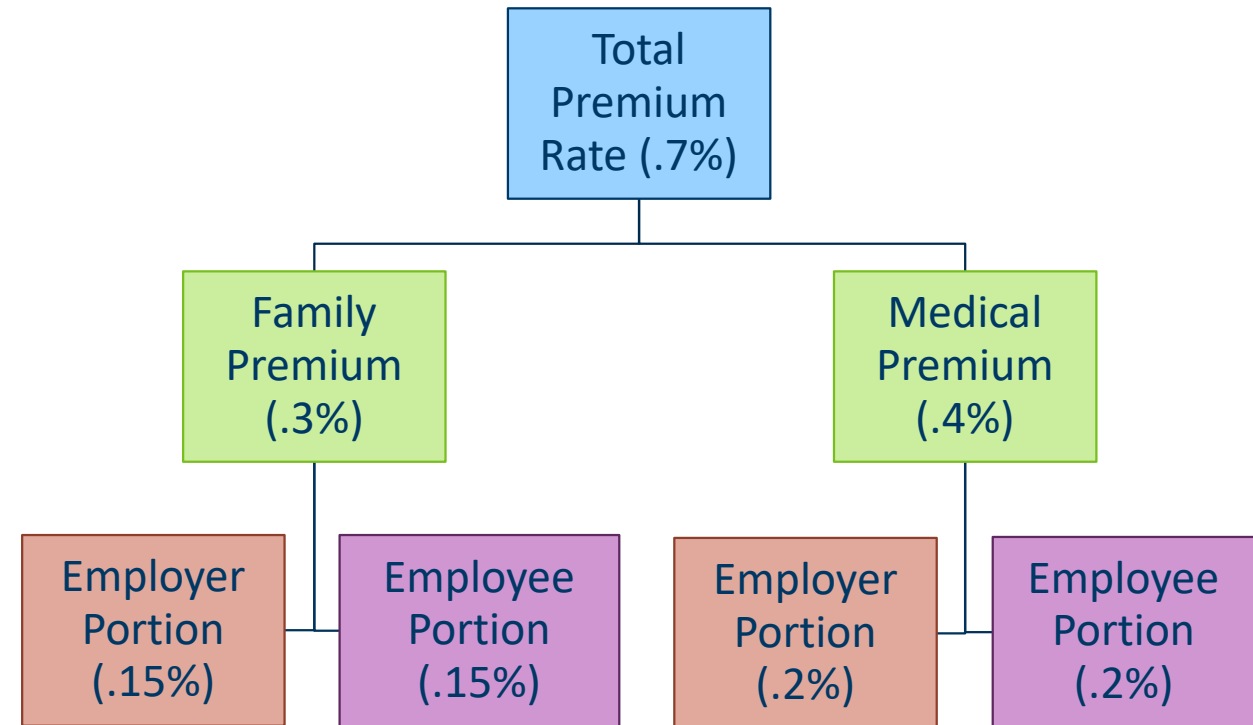 Total
Premium
Rate (.7%)
Family
Premium
(.3%)
Medical
Premium
(.4%)
Employer
Portion
(.15%)
Employee
Portion
(.15%)
Employer
Portion
(.2%)
Employee
Portion
(.2%)